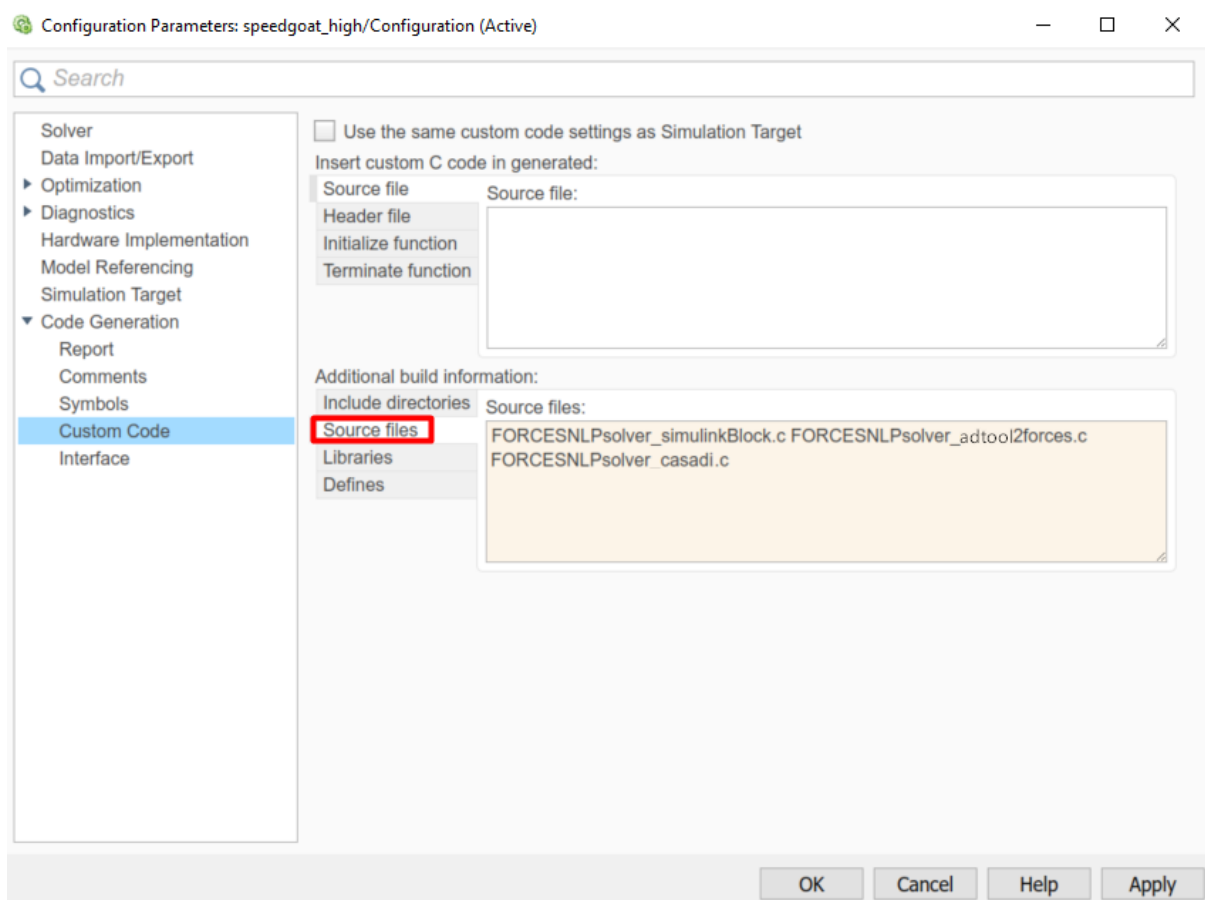 Configuration Parameters: speedgoat_high/Configuration (Active)
Search
Solver
Data Import/Export
Optimization
Diagnostics
Hardware Implementation
Model Referencing
Simulation Target
Code Generation
Report
Comments
Symbols
Custom Code
Interface
Use the same custom code settings as Simulation Target
Insert custom C code in generated:
Source file
Header file
Initialize function
Terminate function
Source file:
Additional build information:
Include directories
Source files
Libraries
Defines
Source files:
FORCESNLPsolver_simulinkBlock.c FORCESNLPsolver_adtool2forces.c
FORCESNLPsolver_casadi.c
OK
Cancel
Help
Apply